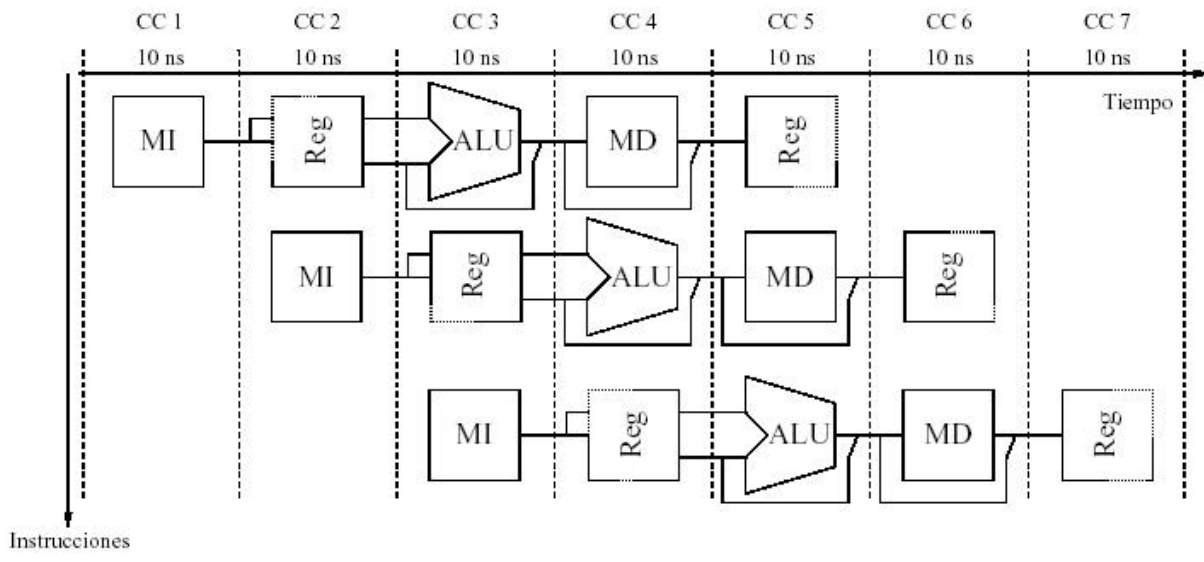 CC 1 CC 2 CC 3 CC 4 CC 5 CC 6 CC 7
10 ns 10 ns 10 ns 10 ns 10 ns 10 ns 10 ns
Tiempo
MI Reg ALU MD Reg
MI Reg ALU MD Reg
MI Reg ALU MD Reg
Instrucciones